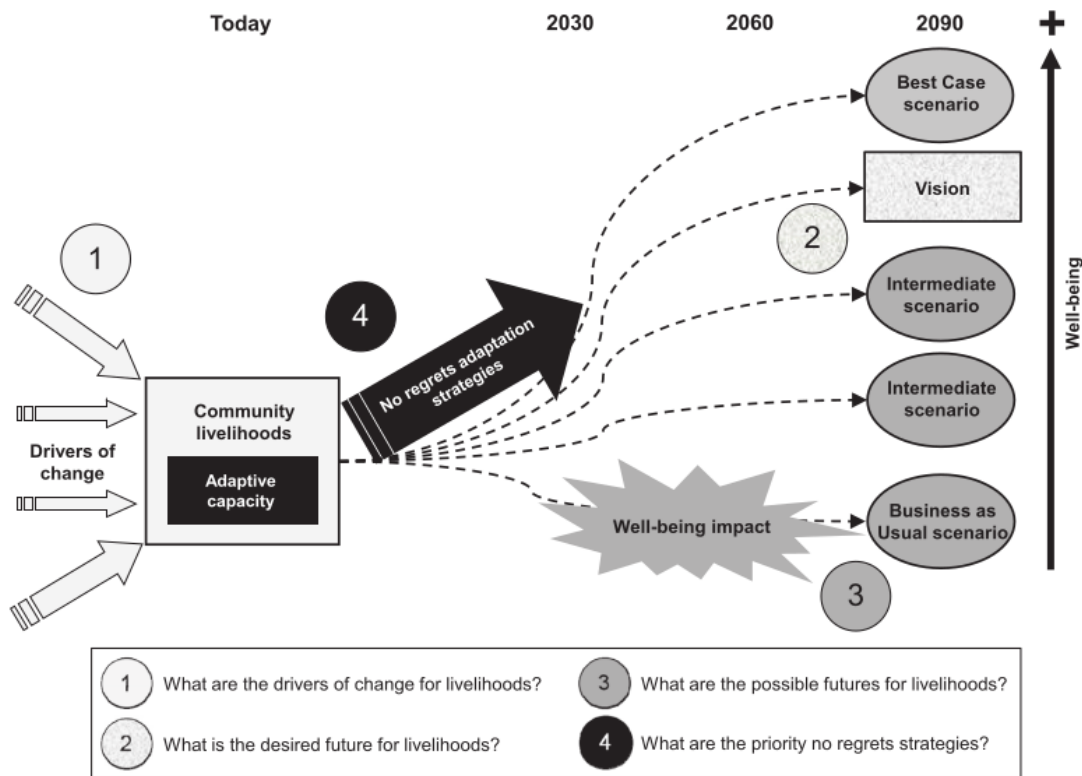 Today
2030
2060
2090
+
Best Case
scenario
Vision
1
2
Intermediate
scenario
Well-being
4
No regrets adaptation
strategies
Intermediate
scenario
Community
livelihoods
Drivers of
change
Adaptive
capacity
Well-being impact
Business as
Usual scenario
3
1 What are the drivers of change for livelihoods?
3 What are the possible futures for livelihoods?
2 What is the desired future for livelihoods?
4 What are the priority no regrets strategies?